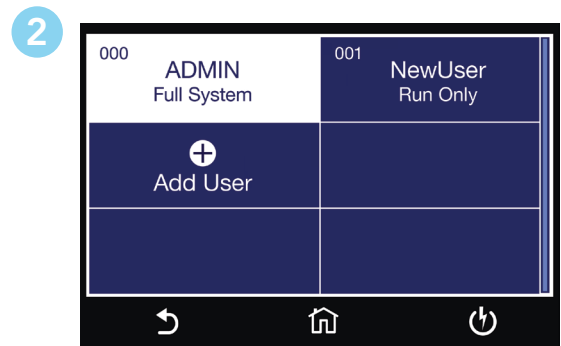 2
000
ADMIN
Full System
001
NewUser
Run Only
Add User